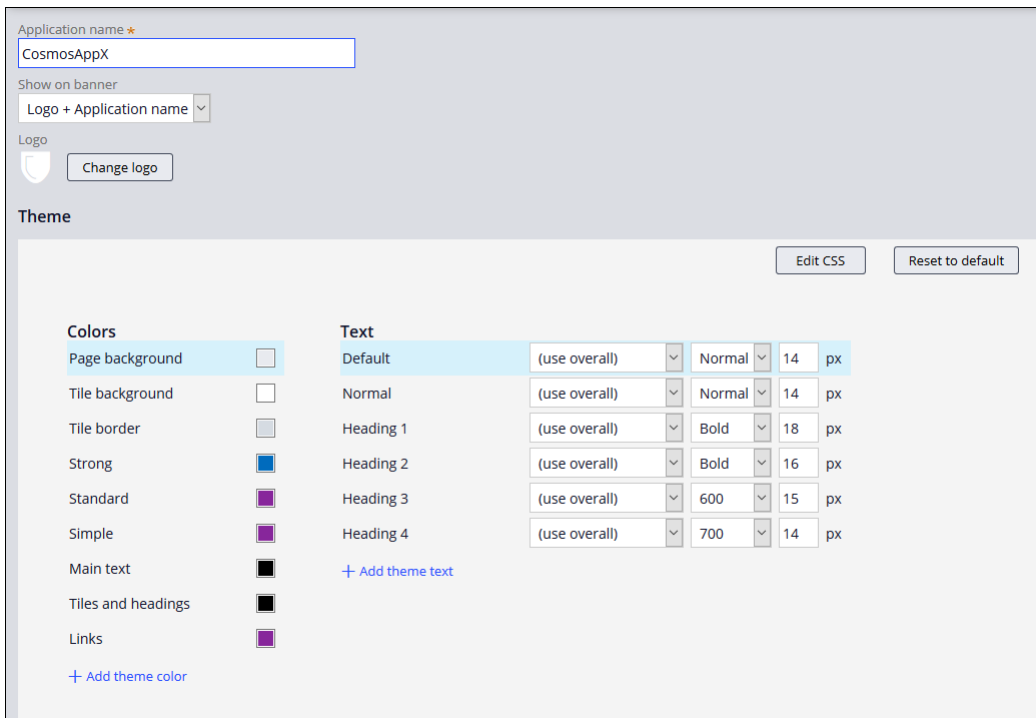 Application name *
CosmosAppX
Show on banner
Logo + Application name
Logo
Change logo
Theme
Edit CSS Reset to default
Colors Text
Page background Default (use overall) Normal 14 px
Tile background Normal (use overall) Normal 14 px
Tile border Heading 1 (use overall) Bold 18 px
Strong Heading 2 (use overall) Bold 16 px
Standard Heading 3 (use overall) 600 15 px
Simple Heading 4 (use overall) 700 14 px
Main text + Add theme text
Tiles and headings
Links
+ Add theme color